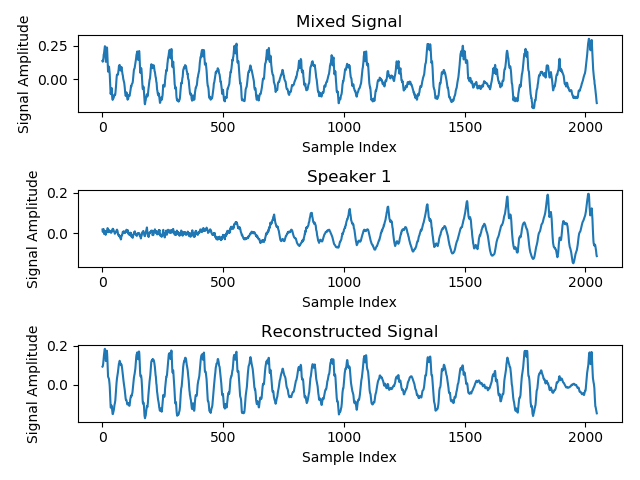 Mixed Signal
Signal Amplitude
0.25
0.00
0 500 1000 1500 2000
Sample Index
Speaker 1
Signal Amplitude
0.2
0.0
0 500 1000 1500 2000
Sample Index
Reconstructed Signal
Signal Amplitude
0.2
0.0
0 500 1000 1500 2000
Sample Index